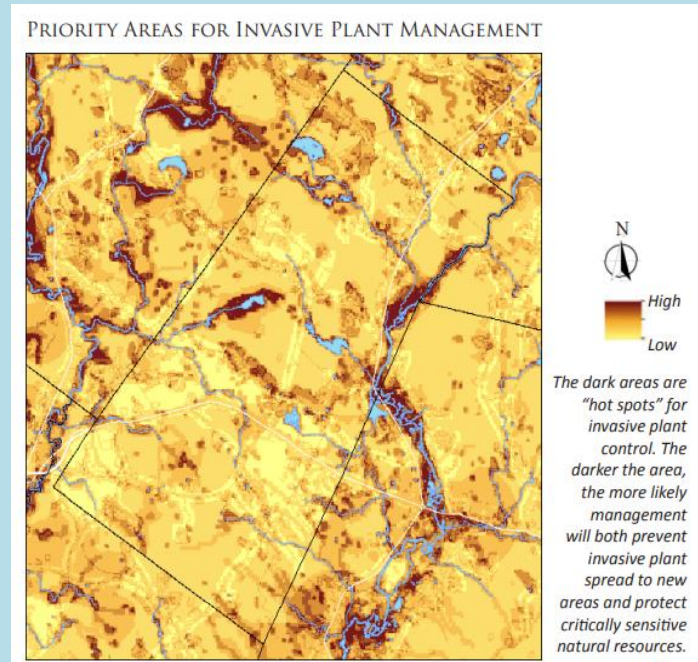 PRIORITY AREAS FOR INVASIVE PLANT MANAGEMENT
N
High
Low
The dark areas are
“hot spots” for
invasive plant
control. The
darker the area,
the more likely
management
will both prevent
invasive plant
spread to new
areas and protect
critically sensitive
natural resources.